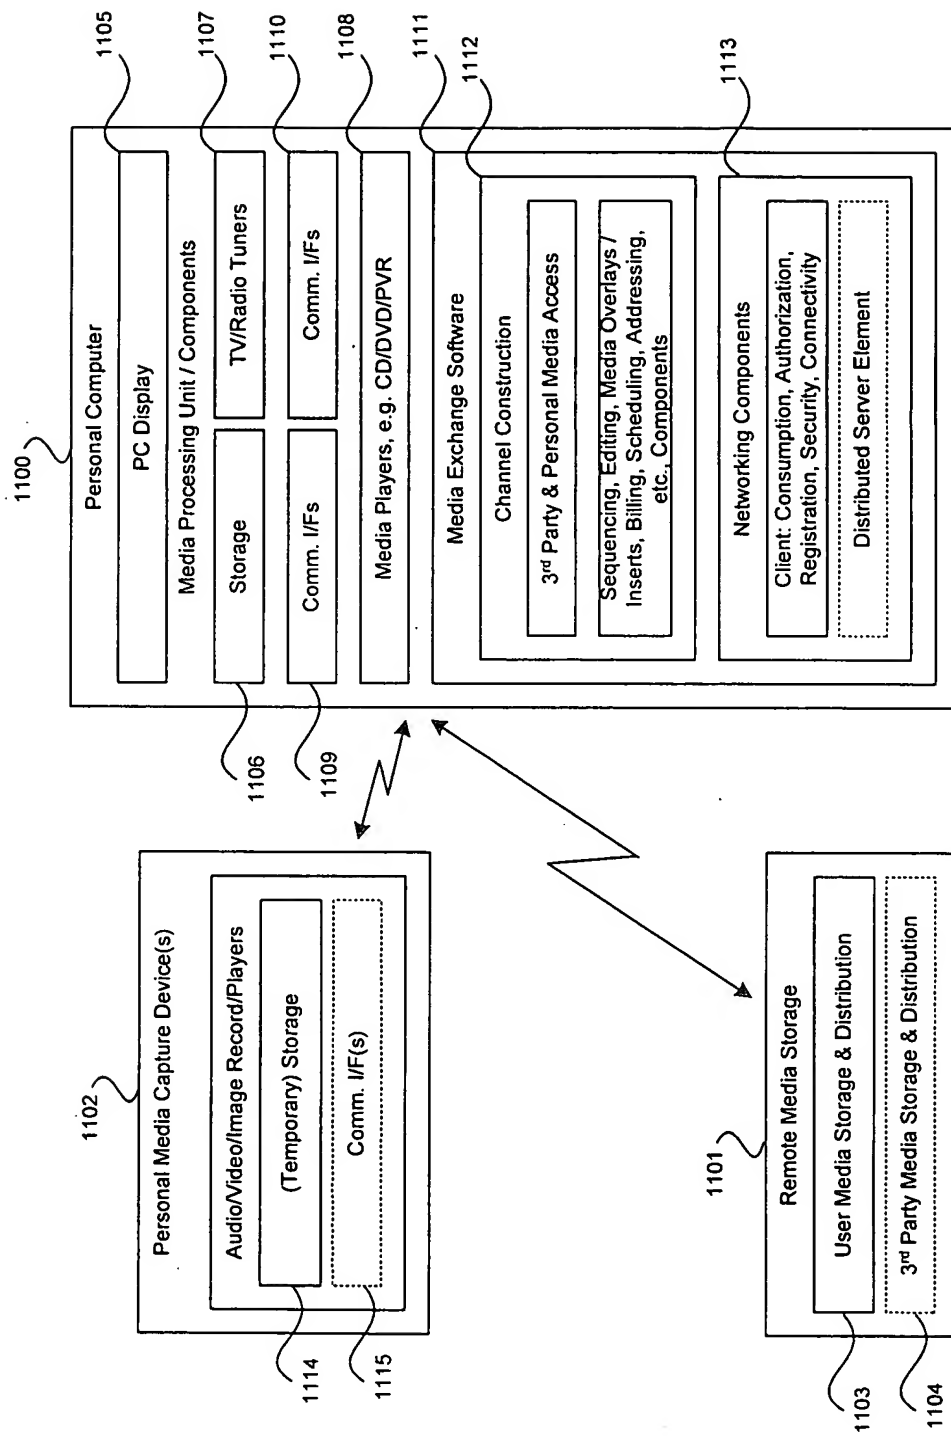 1100
Personal Computer
1105
PC Display
Media Processing Unit / Components
1107
Storage
TV/Radio Tuners
1106
1110
Comm. I/Fs
Comm. I/Fs
1109
1108
Media Players, e.g. CD/DVD/PVR
1111
Media Exchange Software
1112
Channel Construction
3rd Party & Personal Media Access
Sequencing, Editing, Media Overlays /
Inserts, Billing, Scheduling, Addressing,
etc., Components
1113
Networking Components
Client: Consumption, Authorization,
Registration, Security, Connectivity
Distributed Server Element
1102
Personal Media Capture Device(s)
Audio/Video/Image Record/Players
(Temporary) Storage
1114
Comm. I/F(s)
1115
1101
Remote Media Storage
User Media Storage & Distribution
1103
3rd Party Media Storage & Distribution
1104